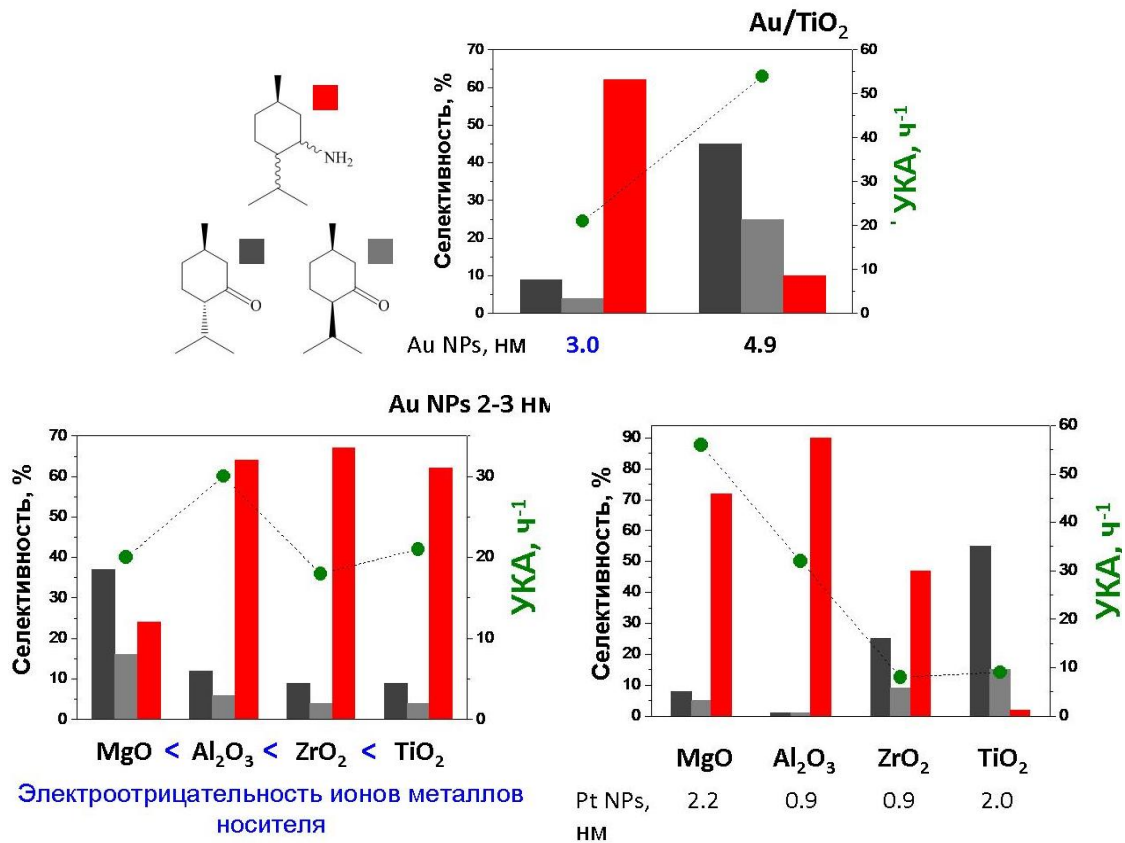 Au/TiO₂
Селективность, %
70
60
50
40
30
20
10
0
60
50
40
30
20
10
0
УКА, ч⁻¹
NH₂
O
O
Au NPs, нм 3.0 4.9
Au NPs 2-3 нм
Селективность, %
70
60
50
40
30
20
10
0
30
20
10
0
УКА, ч⁻¹
MgO < Al₂O₃ < ZrO₂ < TiO₂
Электроотрицательность ионов металлов
носителя
Селективность, %
90
80
70
60
50
40
30
20
10
0
60
50
40
30
20
10
0
УКА, ч⁻¹
MgO Al₂O₃ ZrO₂ TiO₂
Pt NPs, 2.2 0.9 0.9 2.0
нм